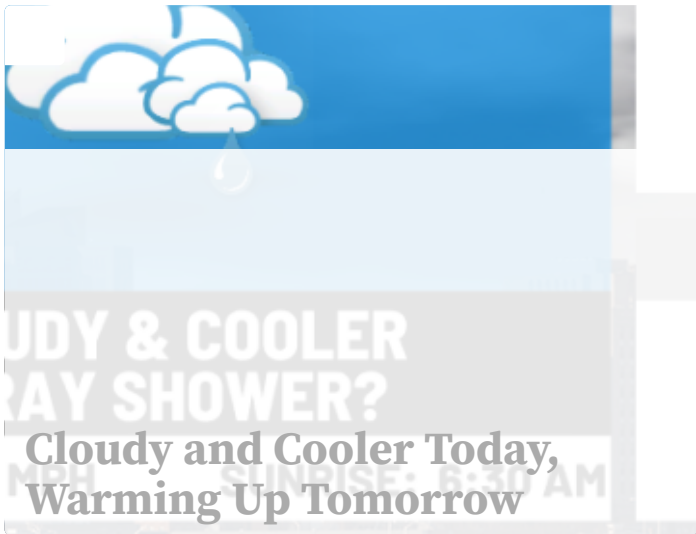 UDY & COOLER
RAY SHOWER?
Cloudy and Cooler Today,
MPH SUNRISE: 6:30 AM
Warming Up Tomorrow